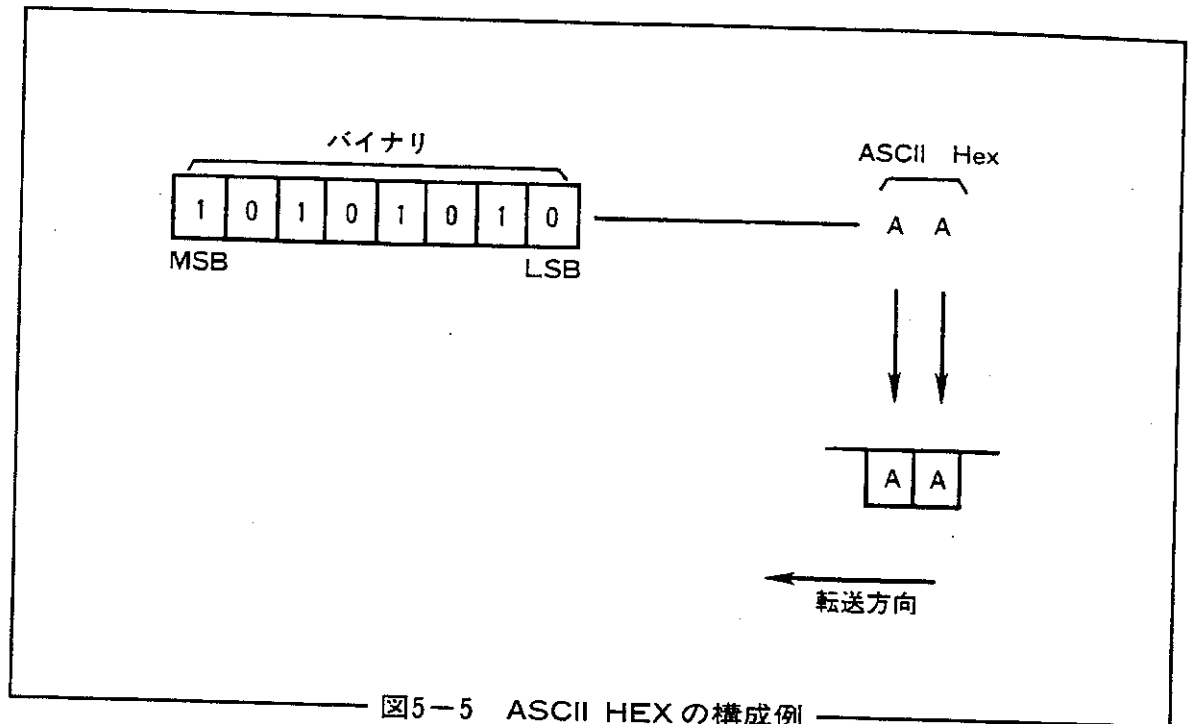 バイナリ
ASCII Hex
1 0 1 0 1 0 1 0
A A
MSB
LSB
A A
転送方向
図5-5 ASCII HEXの構成例